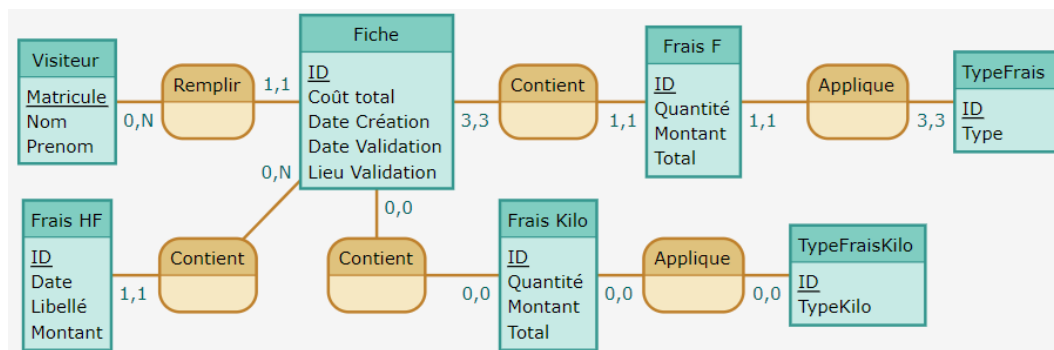 Visiteur
Matricule
Nom
Prenom
0,N
Remplir
1,1
Fiche
ID
Coût total
Date Création
Date Validation
Lieu Validation
3,3
Contient
1,1
Frais F
ID
Quantité
Montant
Total
1,1
Applique
3,3
TypeFrais
ID
Type
0,N
0,0
Frais HF
ID
Date
Libellé
Montant
1,1
Contient
Contient
0,0
Frais Kilo
ID
Quantité
Montant
Total
0,0
Applique
0,0
TypeFraisKilo
ID
TypeKilo